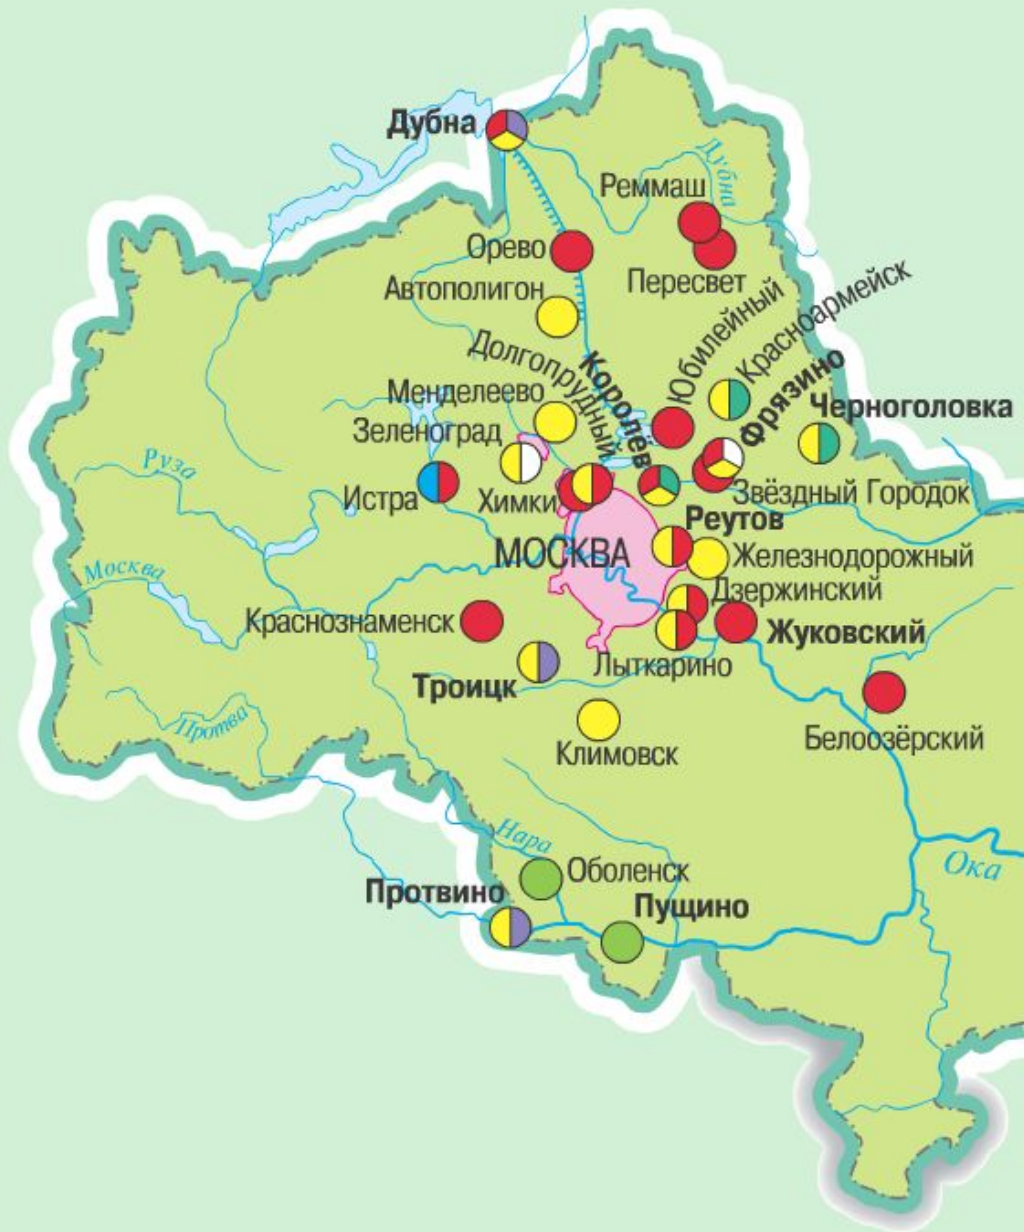 Дубна
Дубна
Реммаш
Орево
Пересвет
Автополигон
Юбилейный
Красноармейск
Долгопрудный
Королёв
Фрязино
Менделеево
Черноголовка
Зеленоград
Руза
Истра
Химки
Звёздный Городок
Реутов
МОСКВА
Железнодорожный
Москва
Дзержинский
Краснознаменск
Жуковский
Лыткарино
Троицк
Протва
Климовск
Белоозёрский
Нара
Ока
Оболенск
Протвино
Пущино